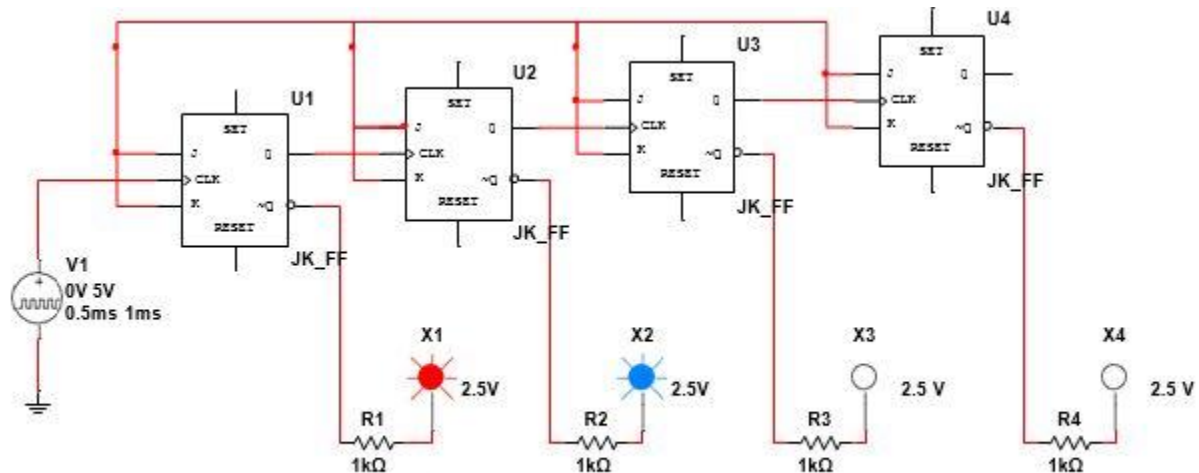 U4
SET
J
CLK
K
~Q
RESET
JK_FF
U3
SET
J
Q
CLK
K
~Q
RESET
JK_FF
U2
SET
J
Q
CLK
K
~Q
RESET
JK_FF
U1
SET
J
Q
CLK
K
~Q
RESET
JK_FF
V1
0V 5V
0.5ms 1ms
X1
2.5V
X2
2.5V
X3
2.5 V
X4
2.5 V
R1
1kΩ
R2
1kΩ
R3
1kΩ
R4
1kΩ